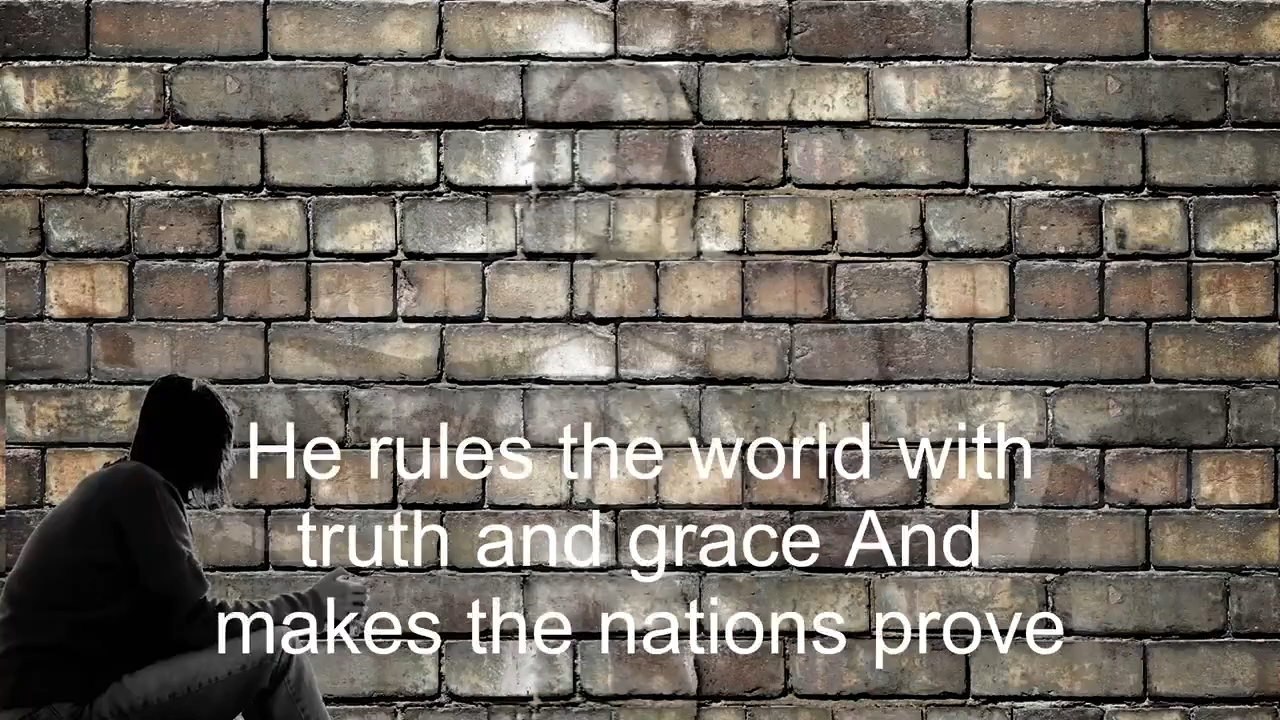 He rules the world with
truth and grace And
makes the nations prove